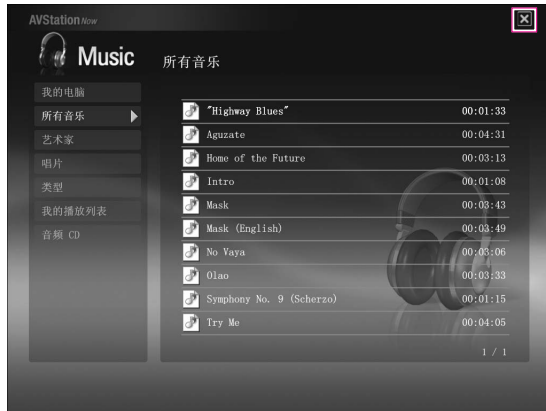 AVStation Now
Music
所有音乐
我的电脑
所有音乐
艺术家
唱片
类型
我的播放列表
音频 CD
"Highway Blues" 00:01:33
Aguzate 00:04:31
Home of the Future 00:03:13
Intro 00:01:08
Mask 00:03:43
Mask (English) 00:03:49
No Vaya 00:03:06
Olao 00:03:33
Symphony No. 9 (Scherzo) 00:01:15
Try Me 00:04:05
1 / 1